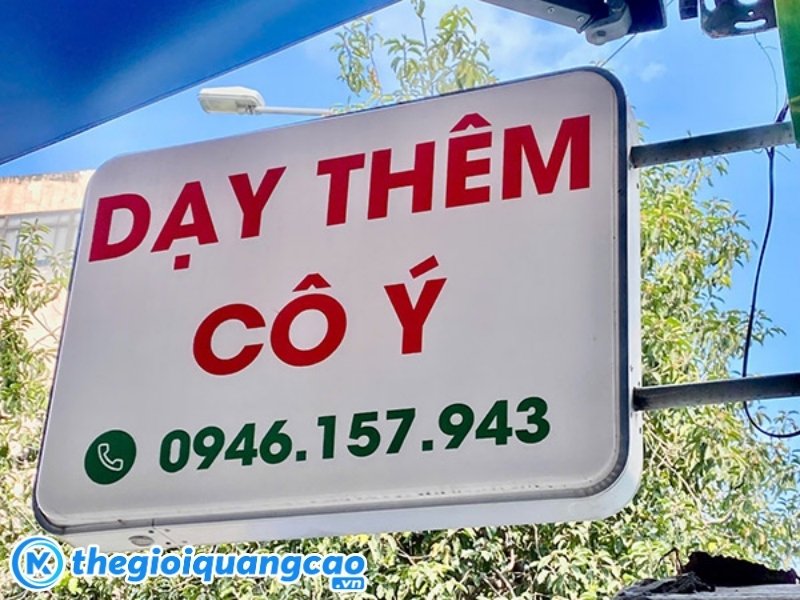 DẠY THÊM
CÔ Ý
0946.157.943
thegioiquangcao
.vn